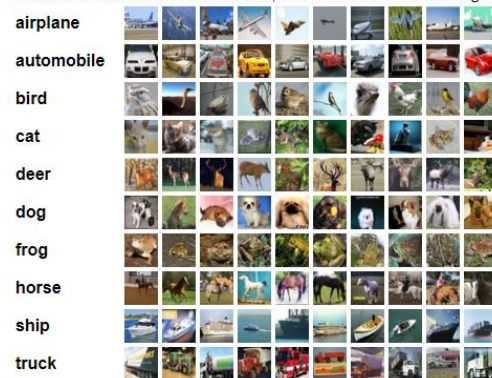 airplane
automobile
bird
cat
deer
dog
frog
horse
ship
truck